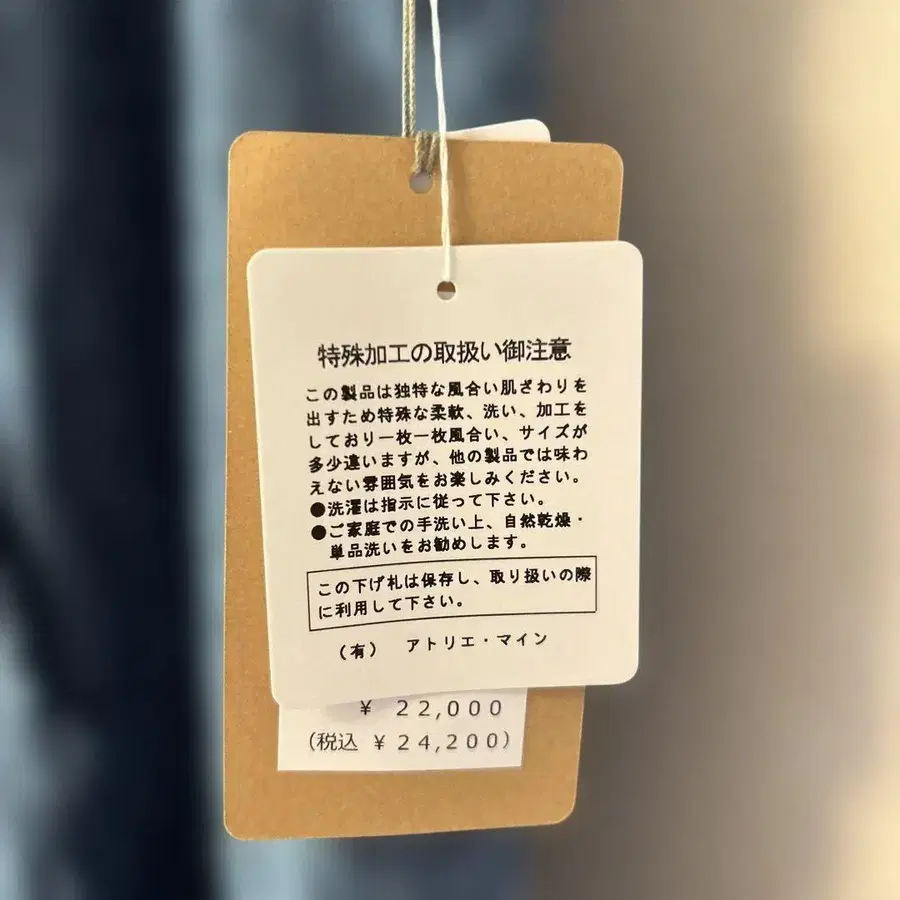 特殊加工の取扱い御注意
この製品は独特な風合い肌ざわりを
出すため特殊な柔軟、洗い、加工を
しており一枚一枚風合い、サイズが
多少違いますが、他の製品では味わ
えない雰囲気をお楽しみください。
●洗濯は指示に従って下さい。
●ご家庭での手洗い上、自然乾燥・
単品洗いをお勧めします。
この下げ札は保存し、取り扱いの際
に利用して下さい。
（有）　アトリエ・マイン
¥ 22,000
(税込 ¥24,200)